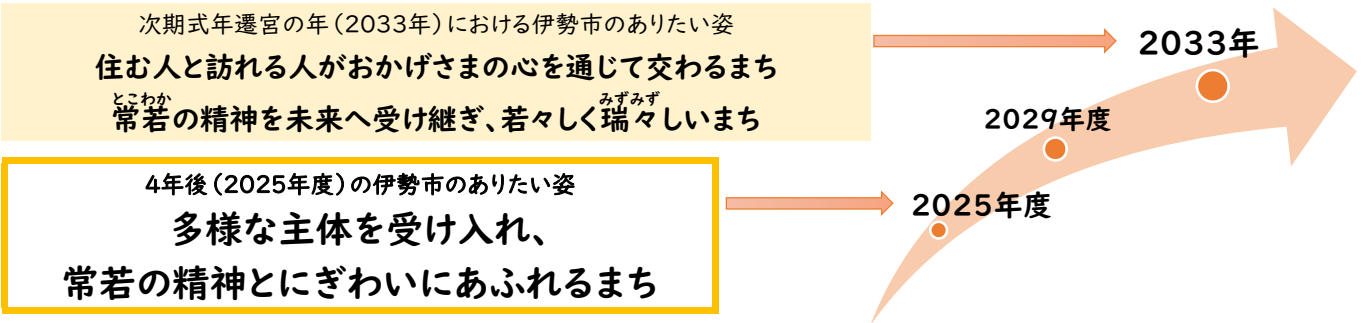 次期式年遷宮の年（2033年）における伊勢市のありたい姿
住む人と訪れる人がおかげさまの心を通じて交わるまち
とこわか みずみず
常若の精神を未来へ受け継ぎ、若々しく瑞々しいまち
4年後（2025年度）の伊勢市のありたい姿
多様な主体を受け入れ、
常若の精神とにぎわいにあふれるまち
2033年
2029年度
2025年度